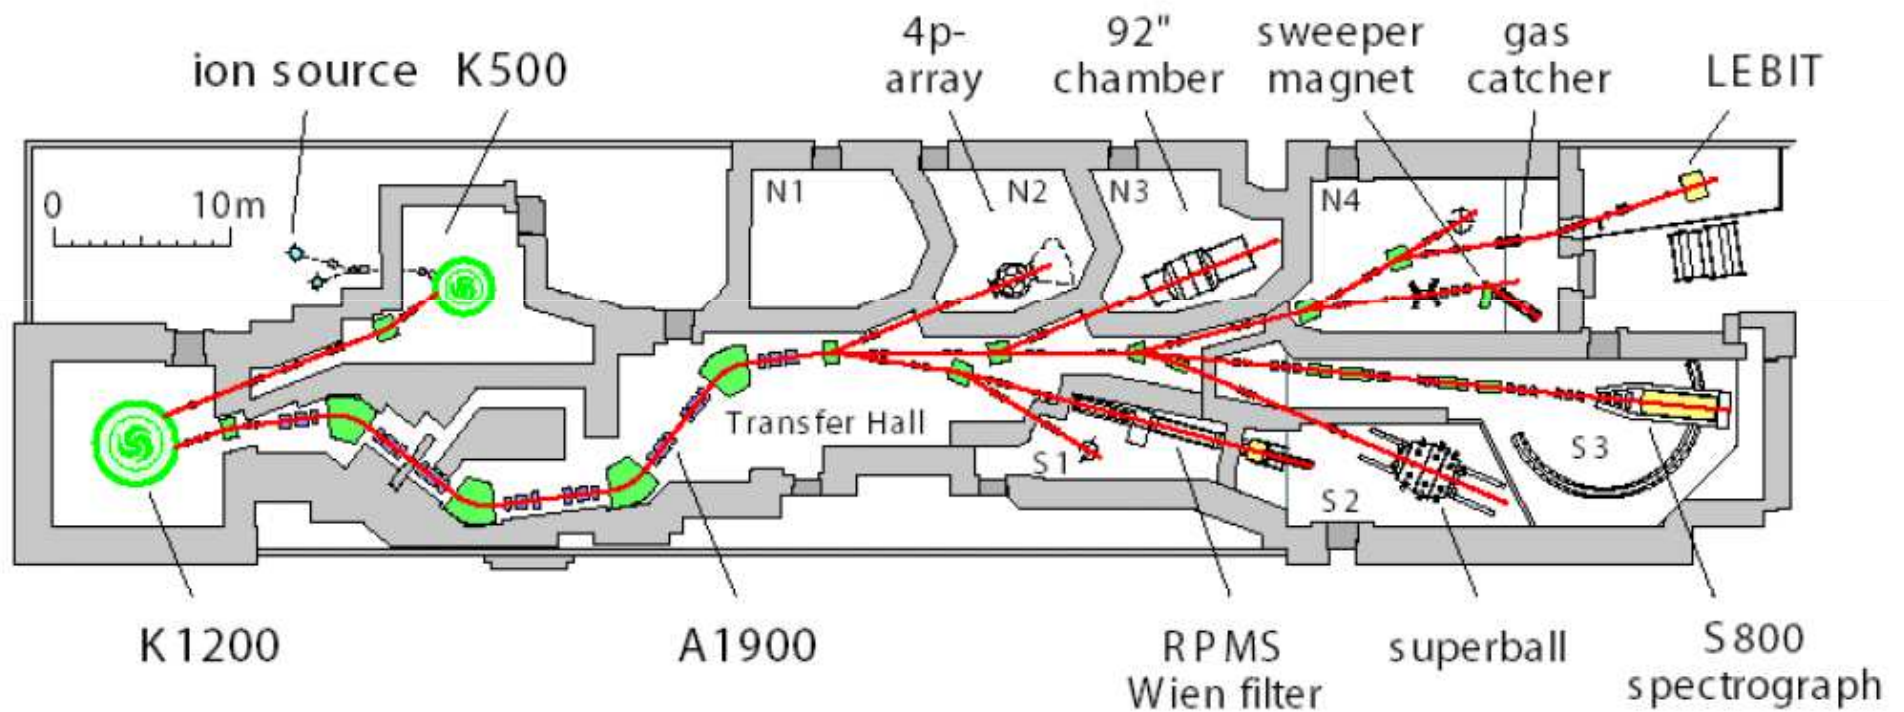 4p-
array
92"
chamber
sweeper
magnet
gas
catcher
ion source
K500
LEBIT
0
10m
N1
N2
N3
N4
Transfer Hall
S1
S2
S3
K1200
A1900
RPMS
Wien filter
superball
S800
spectrograph